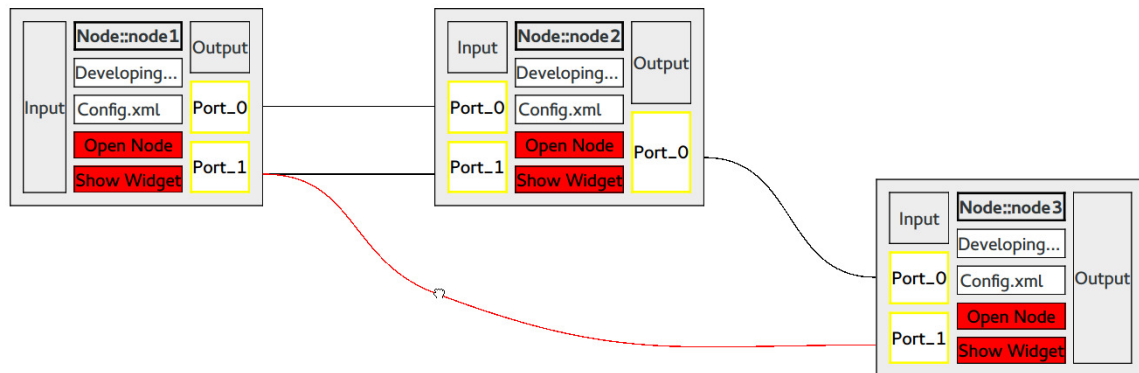 Input
Node::node1
Developing...
Config.xml
Open Node
Show Widget
Output
Port_0
Port_1
Input
Port_0
Port_1
Node::node2
Developing...
Config.xml
Open Node
Show Widget
Output
Port_0
Input
Port_0
Port_1
Node::node3
Developing...
Config.xml
Open Node
Show Widget
Output